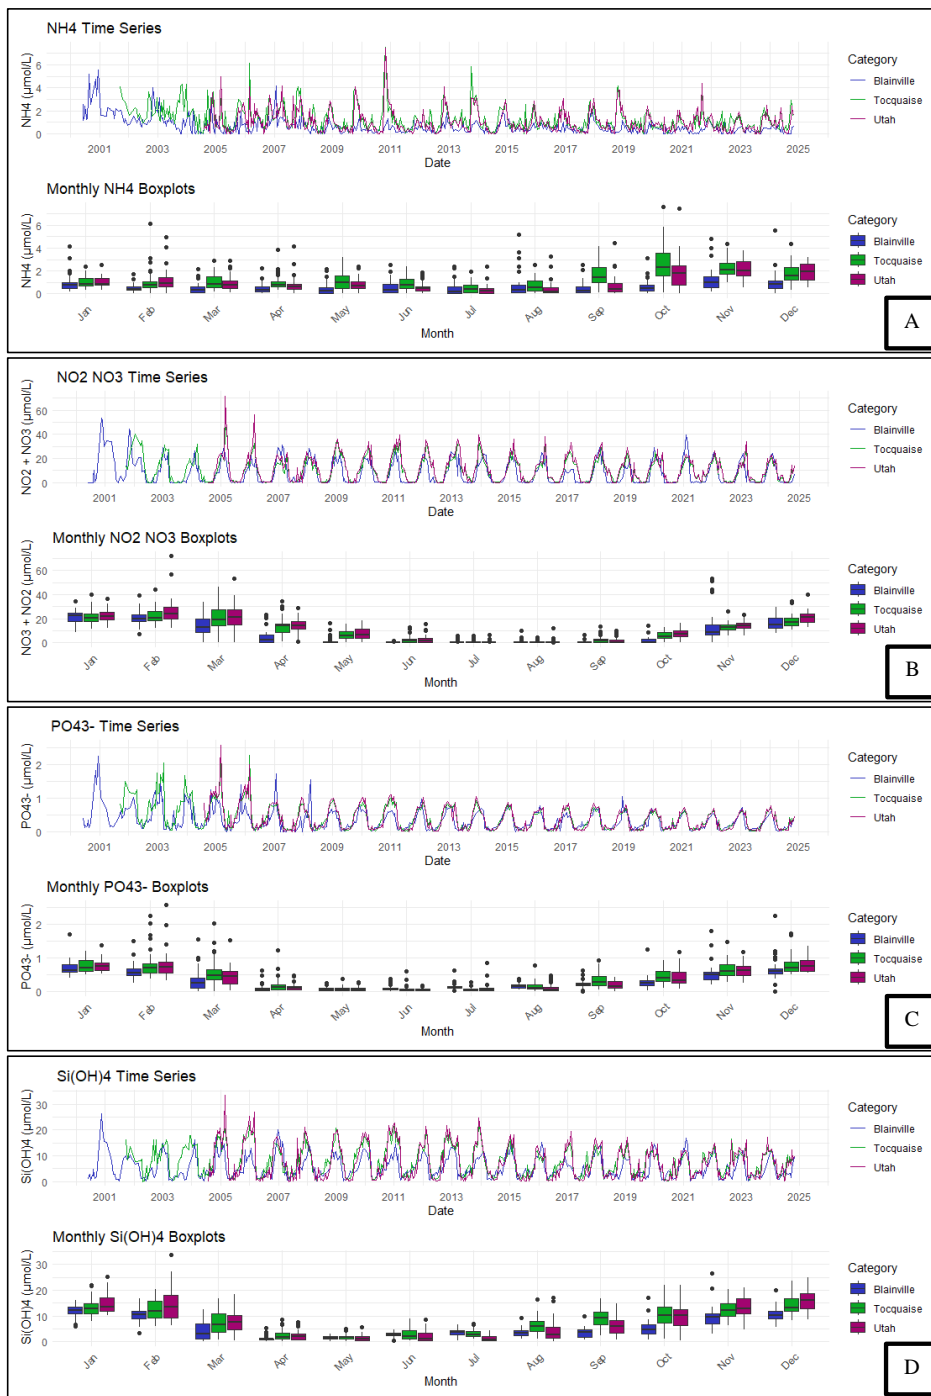 NH4 Time Series
NH4 (μmol/L)
6
4
2
0
2001 2003 2005 2007 2009 2011 2013 2015 2017 2019 2021 2023 2025
Date
Category
Blainville
Tocquaise
Utah
Monthly NH4 Boxplots
NH4 (μmol/L)
6
4
2
0
Jan Feb Mar Apr May Jun Jul Aug Sep Oct Nov Dec
Month
Category
Blainville
Tocquaise
Utah
A
NO2 NO3 Time Series
NO2 + NO3 (μmol/L)
60
40
20
0
2001 2003 2005 2007 2009 2011 2013 2015 2017 2019 2021 2023 2025
Date
Category
Blainville
Tocquaise
Utah
Monthly NO2 NO3 Boxplots
NO3 + NO2 (μmol/L)
60
40
20
0
Jan Feb Mar Apr May Jun Jul Aug Sep Oct Nov Dec
Month
Category
Blainville
Tocquaise
Utah
B
PO43- Time Series
PO43- (μmol/L)
2
1
0
2001 2003 2005 2007 2009 2011 2013 2015 2017 2019 2021 2023 2025
Date
Category
Blainville
Tocquaise
Utah
Monthly PO43- Boxplots
PO43- (μmol/L)
2
1
0
Jan Feb Mar Apr May Jun Jul Aug Sep Oct Nov Dec
Month
Category
Blainville
Tocquaise
Utah
C
Si(OH)4 Time Series
Si(OH)4 (μmol/L)
30
20
10
0
2001 2003 2005 2007 2009 2011 2013 2015 2017 2019 2021 2023 2025
Date
Category
Blainville
Tocquaise
Utah
Monthly Si(OH)4 Boxplots
Si(OH)4 (μmol/L)
30
20
10
0
Jan Feb Mar Apr May Jun Jul Aug Sep Oct Nov Dec
Month
Category
Blainville
Tocquaise
Utah
D